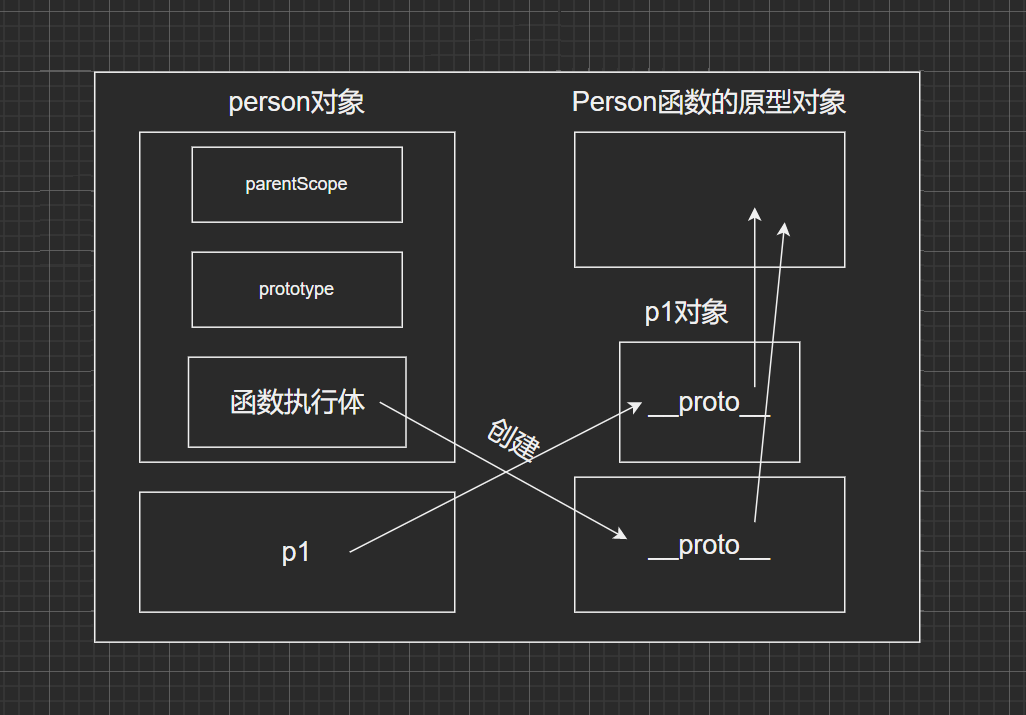 person对象
Person函数的原型对象
parentScope
prototype
p1对象
函数执行体
__proto__
创建
p1
__proto__